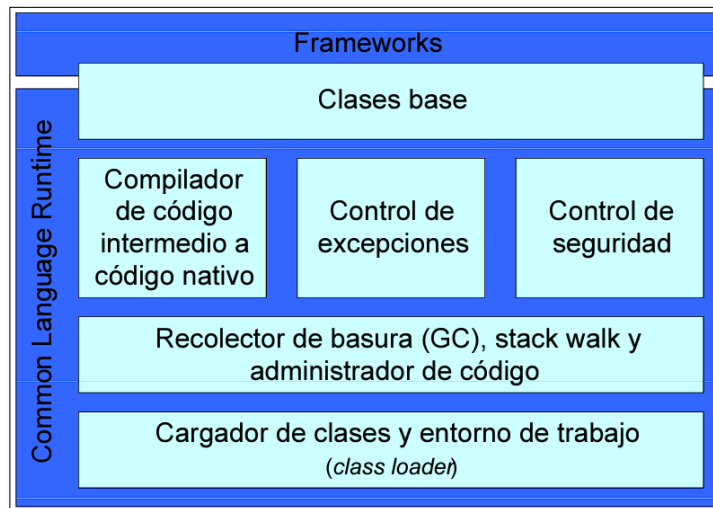 Frameworks
Clases base
Common Language Runtime
Compilador
de código
intermedio a
código nativo
Control de
excepciones
Control de
seguridad
Recolector de basura (GC), stack walk y
administrador de código
Cargador de clases y entorno de trabajo
(class loader)